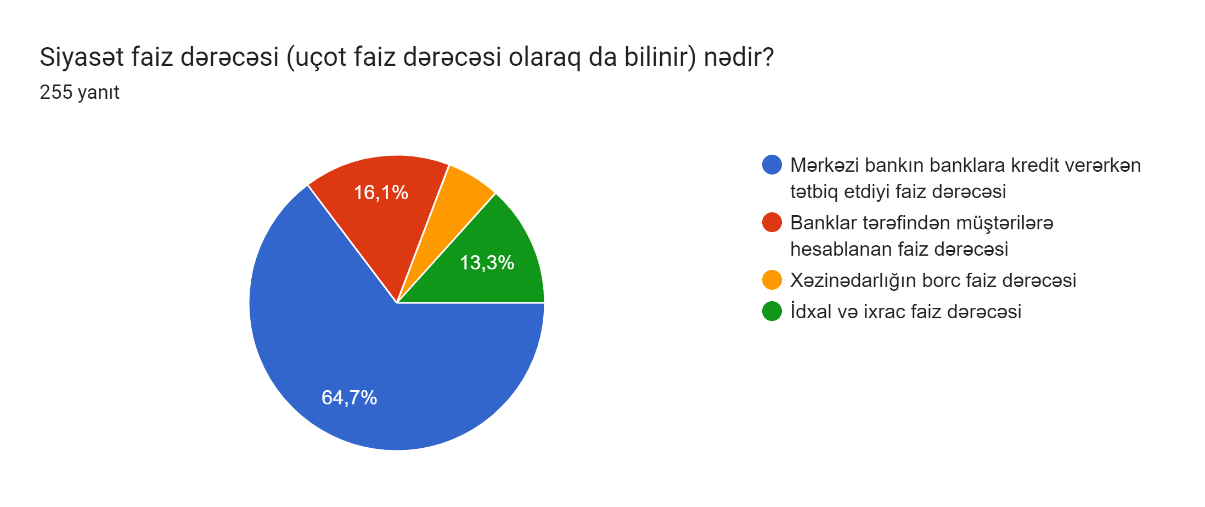 Siyasət faiz dərəcəsi (uçot faiz dərəcəsi olaraq da bilinir) nədir?
255 yanıt
16,1%
13,3%
64,7%
Mərkəzi bankın banklara kredit verərkən
tətbiq etdiyi faiz dərəcəsi
Banklar tərəfindən müştərilərə
hesablanan faiz dərəcəsi
Xəzinədarlığın borc faiz dərəcəsi
İdxal və ixrac faiz dərəcəsi